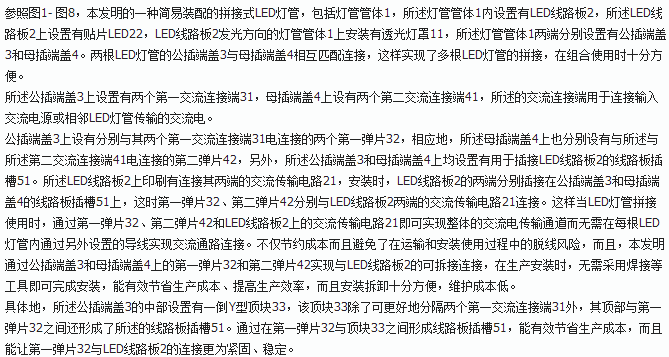 参照图1- 图8，本发明的一种简易装配的拼接式LED灯管，包括灯管管体1，所述灯管管体1内设置有LED线路板2，所述LED线
路板2上设置有贴片LED22，LED线路板2发光方向的灯管管体1上安装有透光灯罩11，所述灯管管体1两端分别设置有公插端盖
3和母插端盖4。两根LED灯管的公插端盖3与母插端盖4相互匹配连接，这样实现了多根LED灯管的拼接，在组合使用时十分方
便。
所述公插端盖3上设置有两个第一交流连接端31，母插端盖4上设有两个第二交流连接端41，所述的交流连接端用于连接输入
交流电源或相邻LED灯管传输的交流电。
公插端盖3上设有分别与其两个第一交流连接端31电连接的两个第一弹片32，相应地，所述母插端盖4上也分别设有与所述与
所述第二交流连接端41电连接的第二弹片42，另外，所述公插端盖3和母插端盖4上均设置有用于插接LED线路板2的线路板插
槽51。所述LED线路板2上印刷有连接其两端的交流传输电路21，安装时，LED线路板2的两端分别插接在公插端盖3和母插端
盖4的线路板插槽51上，这时第一弹片32、第二弹片42分别与LED线路板2两端的交流传输电路21连接。这样当LED灯管拼接
使用时，通过第一弹片32、第二弹片42和LED线路板2上的交流传输电路21即可实现整体的交流电传输通道而无需在每根LED
灯管内通过另外设置的导线实现交流通路连接。不仅节约成本而且避免了在运输和安装使用过程中的脱线风险，而且，本发明
通过公插端盖3和母插端盖4上的第一弹片32和第二弹片42实现与LED线路板2的可拆接连接，在生产安装时，无需采用焊接等
工具即可完成安装，能有效节省生产成本、提高生产效率，而且安装拆卸十分方便，维护成本低。
具体地，所述公插端盖3的中部设置有一倒Y型顶块33，该顶块33除了可更好地分隔两个第一交流连接端31外，其顶部与第一
弹片32之间还形成了所述的线路板插槽51。通过在第一弹片32与顶块33之间形成线路板插槽51，能有效节省生产成本，而且
能让第一弹片32与LED线路板2的连接更为紧固、稳定。